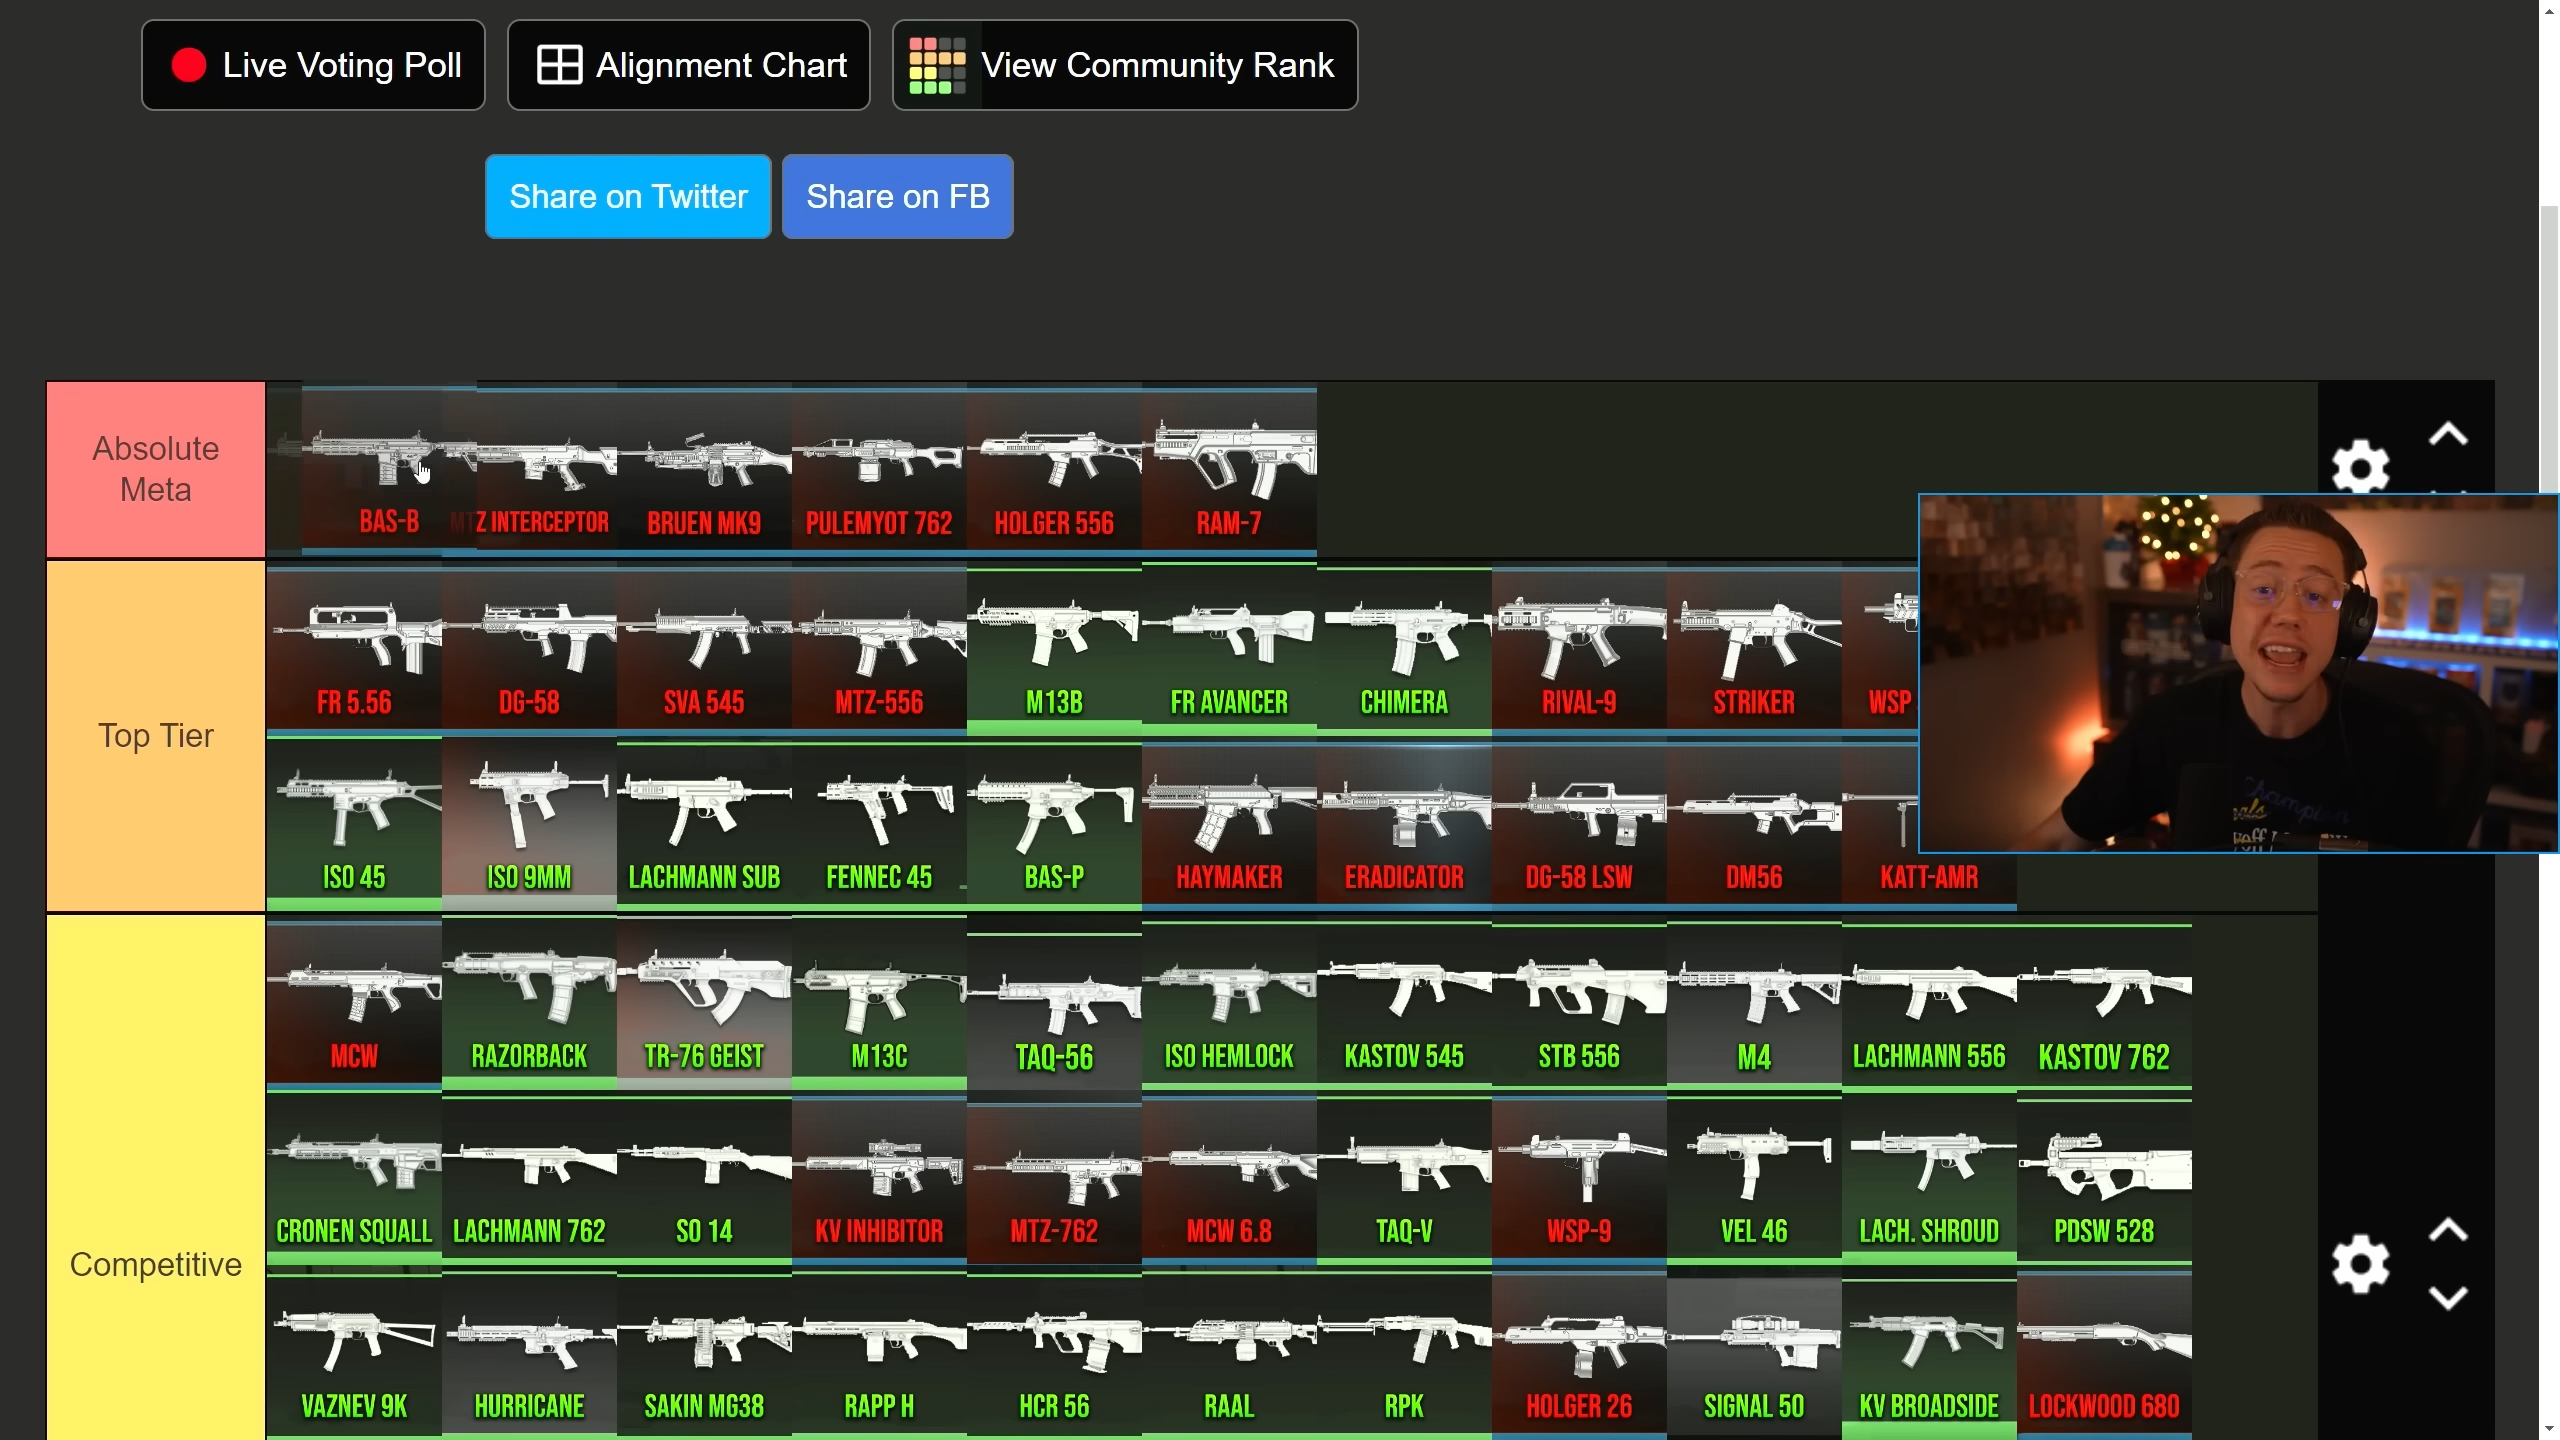 Live Voting Poll
Alignment Chart
View Community Rank
Share on Twitter
Share on FB
Absolute
Meta
BAS-B
MTZ INTERCEPTOR
BRUEN MK9
PULEMYOT 762
HOLGER 556
RAM-7
Top Tier
FR 5.56
DG-58
SVA 545
MTZ-556
M13B
FR AVANCER
CHIMERA
RIVAL-9
STRIKER
WSP
ISO 45
ISO 9MM
LACHMANN SUB
FENNEC 45
BAS-P
HAYMAKER
ERADICATOR
DG-58 LSW
DM56
KATT-AMR
Champion
Competitive
MCW
RAZORBACK
TR-76 GEIST
M13C
TAQ-56
ISO HEMLOCK
KASTOV 545
STB 556
M4
LACHMANN 556
KASTOV 762
CRONEN SQUALL
LACHMANN 762
SO 14
KV INHIBITOR
MTZ-762
MCW 6.8
TAQ-V
WSP-9
VEL 46
LACH. SHROUD
PDSW 528
VAZNEV 9K
HURRICANE
SAKIN MG38
RAPP H
HCR 56
RAAL
RPK
HOLGER 26
SIGNAL 50
KV BROADSIDE
LOCKWOOD 680